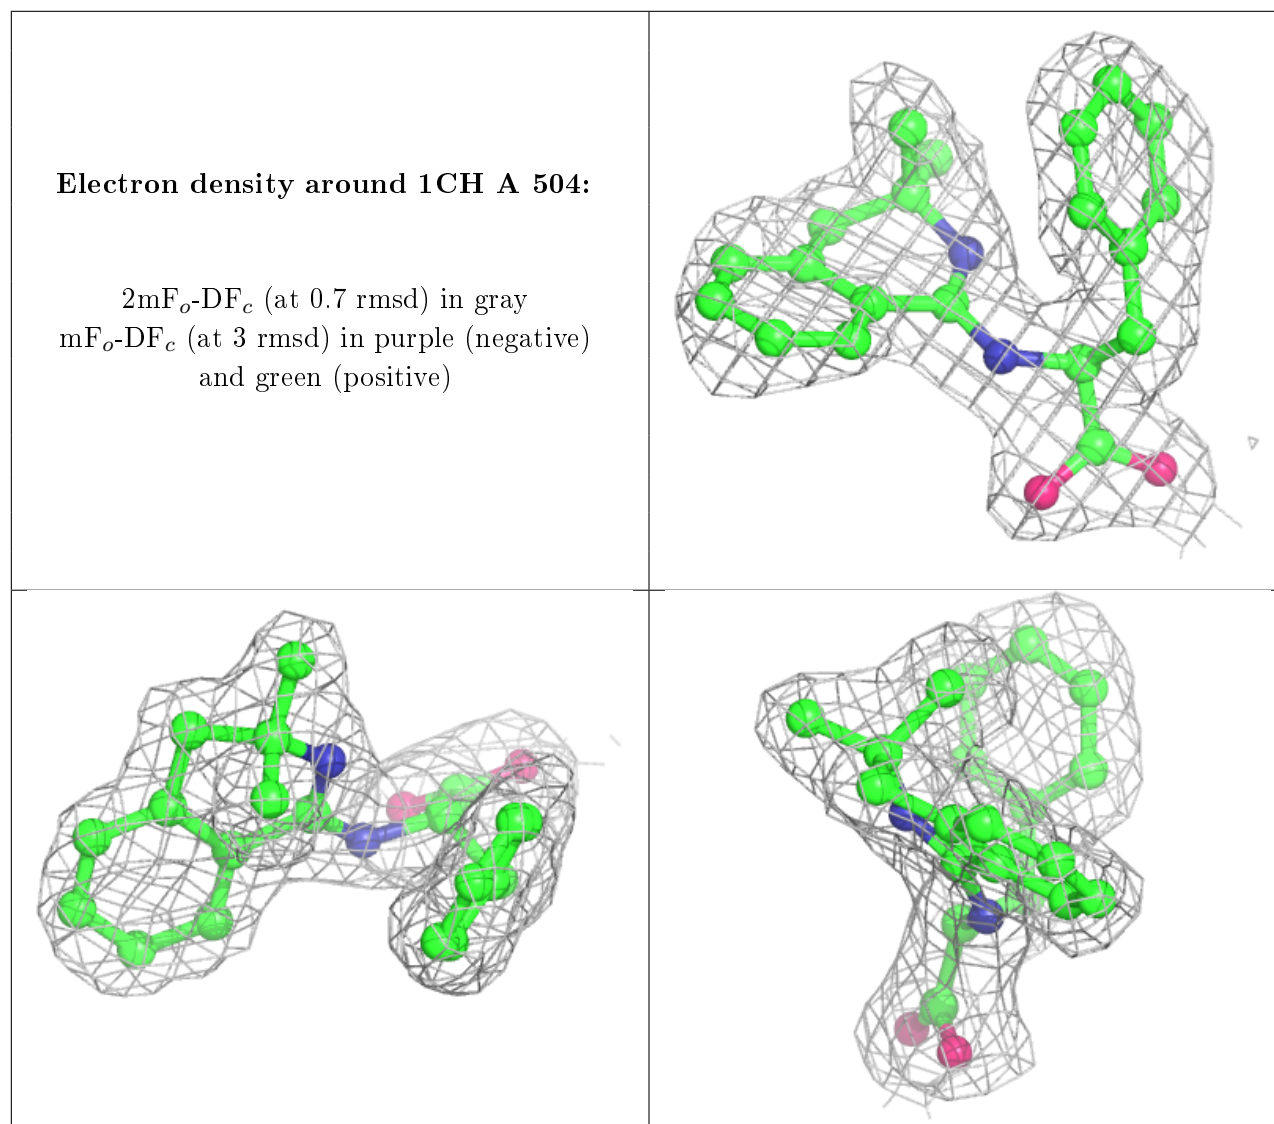 Electron density around 1CH A 504:
2mFo-DFc (at 0.7 rmsd) in gray
mFo-DFc (at 3 rmsd) in purple (negative)
and green (positive)